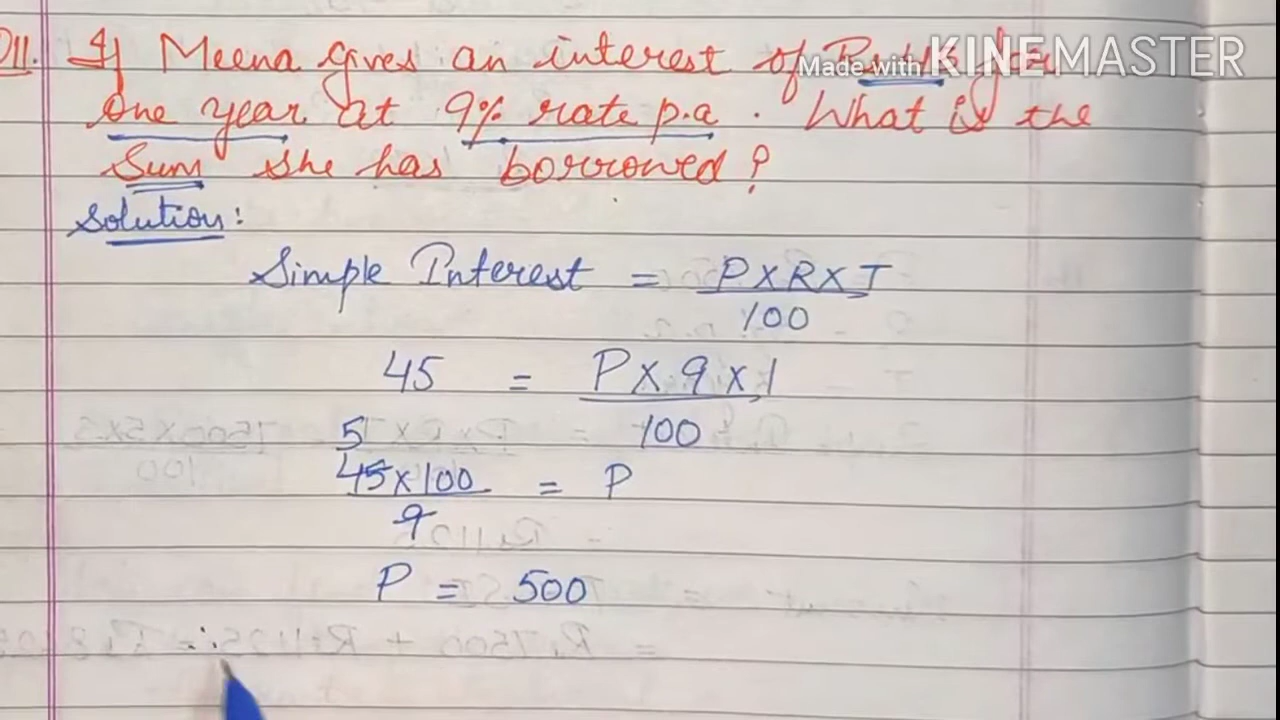 Q11. If Meena gives an interest of for
Made with KINEMASTER
one year at 9% rate p.a. What is the
Sum she has borrowed?
Solution:
Simple Interest = P X R X T
100
45 = P X 9 X 1
100
5
45 X 100 = P
9
P = 500
∴